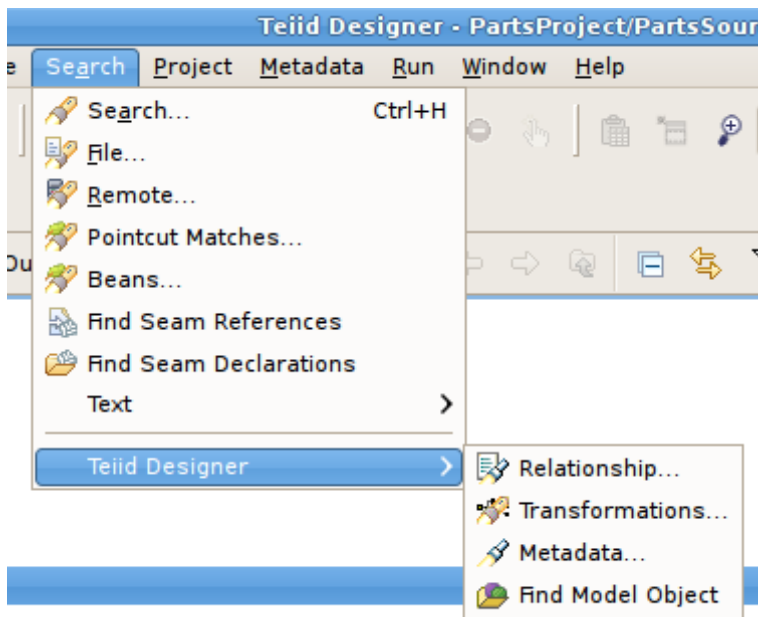 Teiid Designer - PartsProject/PartsSour
e Search Project Metadata Run Window Help
Search... Ctrl+H
File...
Remote...
Pointcut Matches...
Ou
Beans...
Find Seam References
Find Seam Declarations
Text
Teiid Designer
Relationship...
Transformations...
Metadata...
Find Model Object